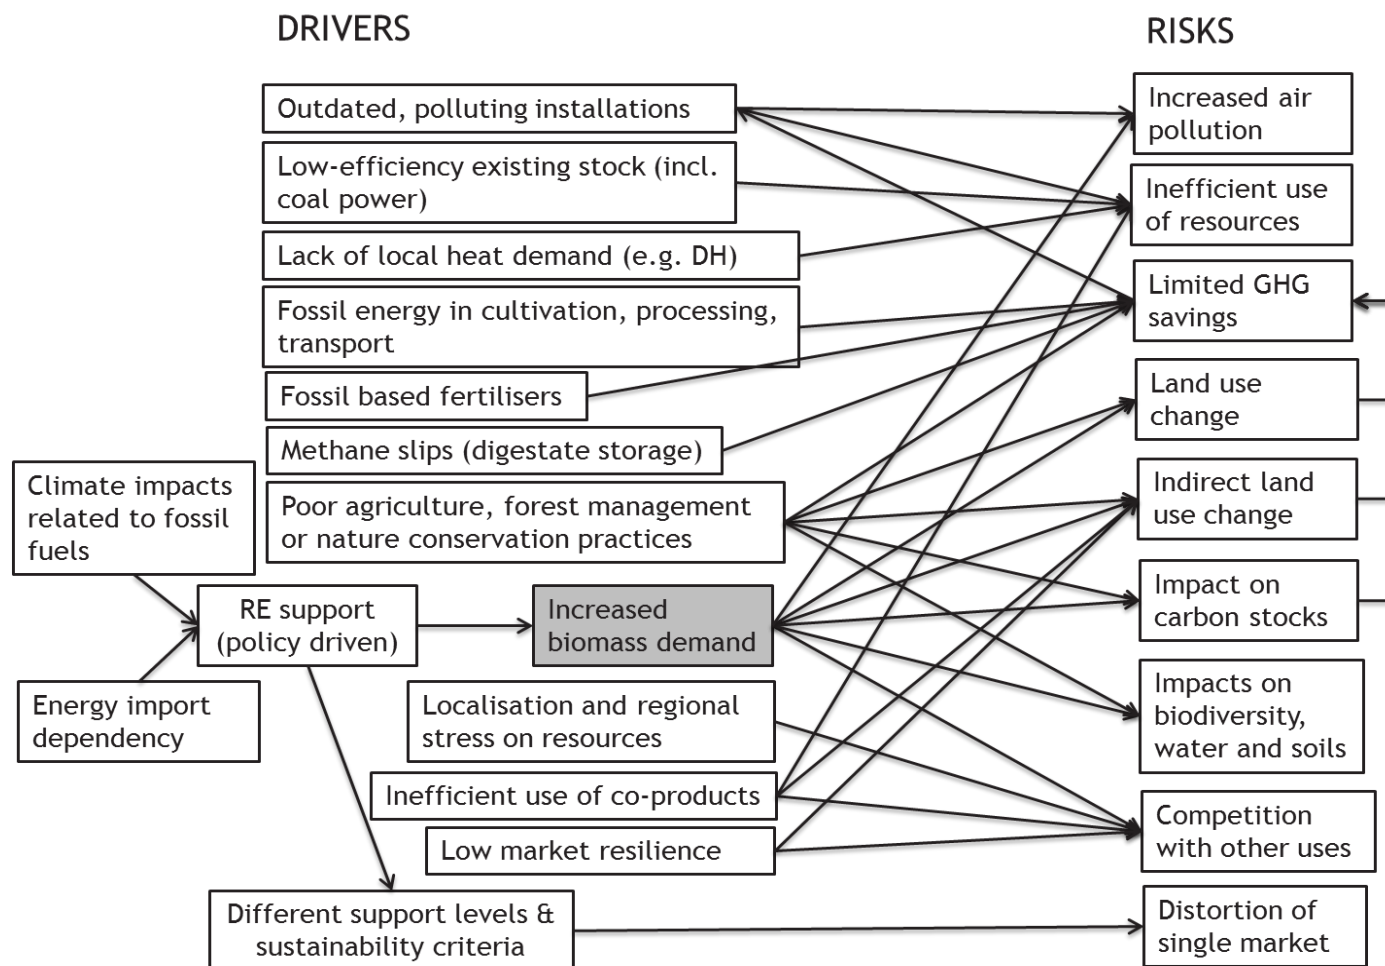 DRIVERS
RISKS
Outdated, polluting installations
Low-efficiency existing stock (incl.
coal power)
Lack of local heat demand (e.g. DH)
Fossil energy in cultivation, processing,
transport
Fossil based fertilisers
Methane slips (digestate storage)
Poor agriculture, forest management
or nature conservation practices
Climate impacts
related to fossil
fuels
RE support
(policy driven)
Energy import
dependency
Increased
biomass demand
Localisation and regional
stress on resources
Inefficient use of co-products
Low market resilience
Different support levels &
sustainability criteria
Increased air
pollution
Inefficient use
of resources
Limited GHG
savings
Land use
change
Indirect land
use change
Impact on
carbon stocks
Impacts on
biodiversity,
water and soils
Competition
with other uses
Distortion of
single market